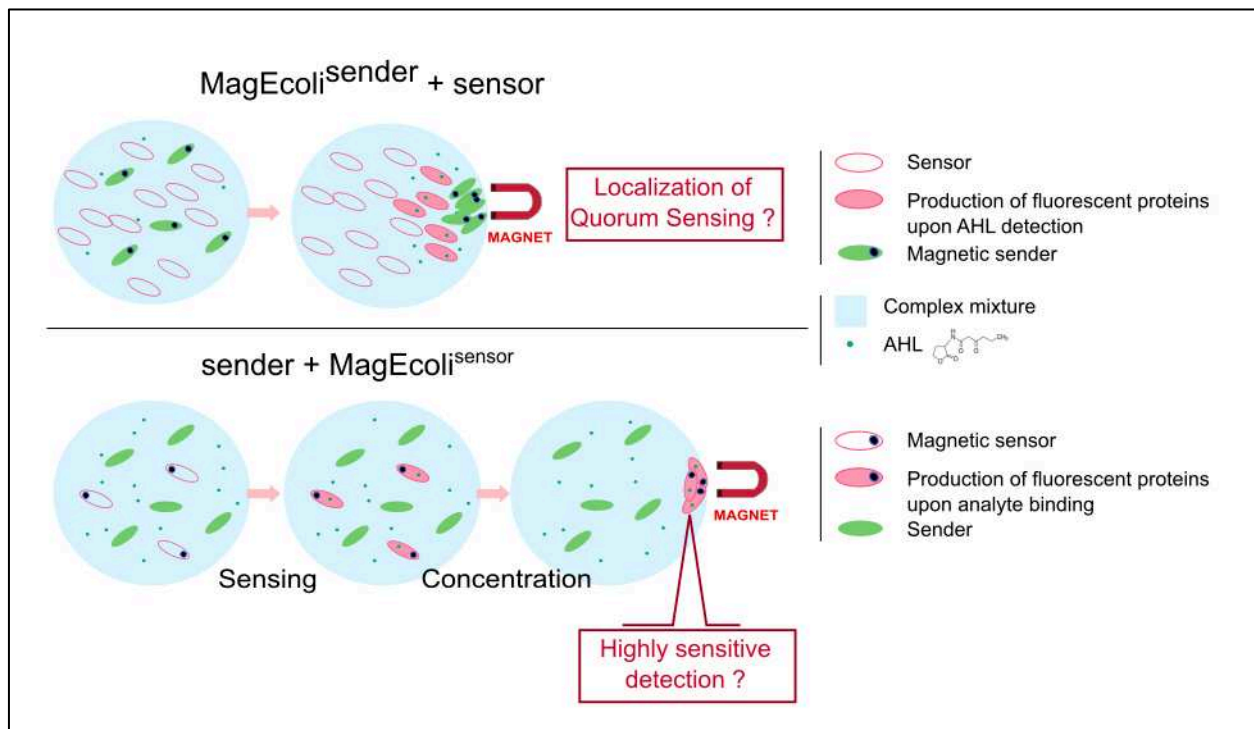 MagEcoli sender + sensor
MAGNET
Localization of
Quorum Sensing ?
Sensor
Production of fluorescent proteins
upon AHL detection
Magnetic sender
Complex mixture
AHL
H
N
O
O
O
O
CH₃
sender + MagEcoli sensor
Sensing
Concentration
MAGNET
Highly sensitive
detection ?
Magnetic sensor
Production of fluorescent proteins
upon analyte binding
Sender